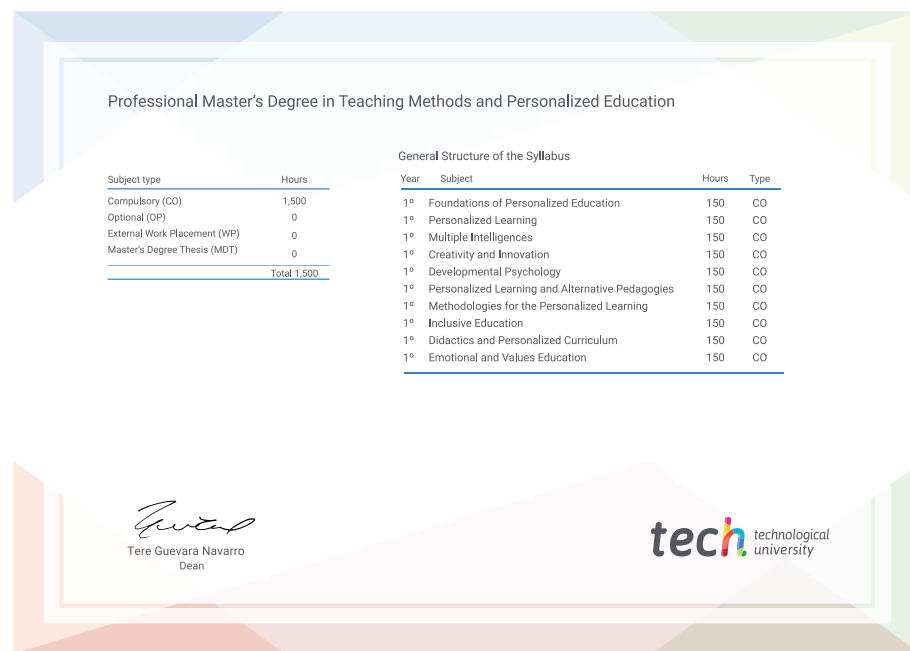 Professional Master's Degree in Teaching Methods and Personalized Education
Subject type Hours
Compulsory (CO) 1,500
Optional (OP) 0
External Work Placement (WP) 0
Master's Degree Thesis (MDT) 0
Total 1,500
General Structure of the Syllabus
Year Subject Hours Type
1º Foundations of Personalized Education 150 CO
1º Personalized Learning 150 CO
1º Multiple Intelligences 150 CO
1º Creativity and Innovation 150 CO
1º Developmental Psychology 150 CO
1º Personalized Learning and Alternative Pedagogies 150 CO
1º Methodologies for the Personalized Learning 150 CO
1º Inclusive Education 150 CO
1º Didactics and Personalized Curriculum 150 CO
1º Emotional and Values Education 150 CO
Tere Guevara Navarro
Dean
tech technological
university